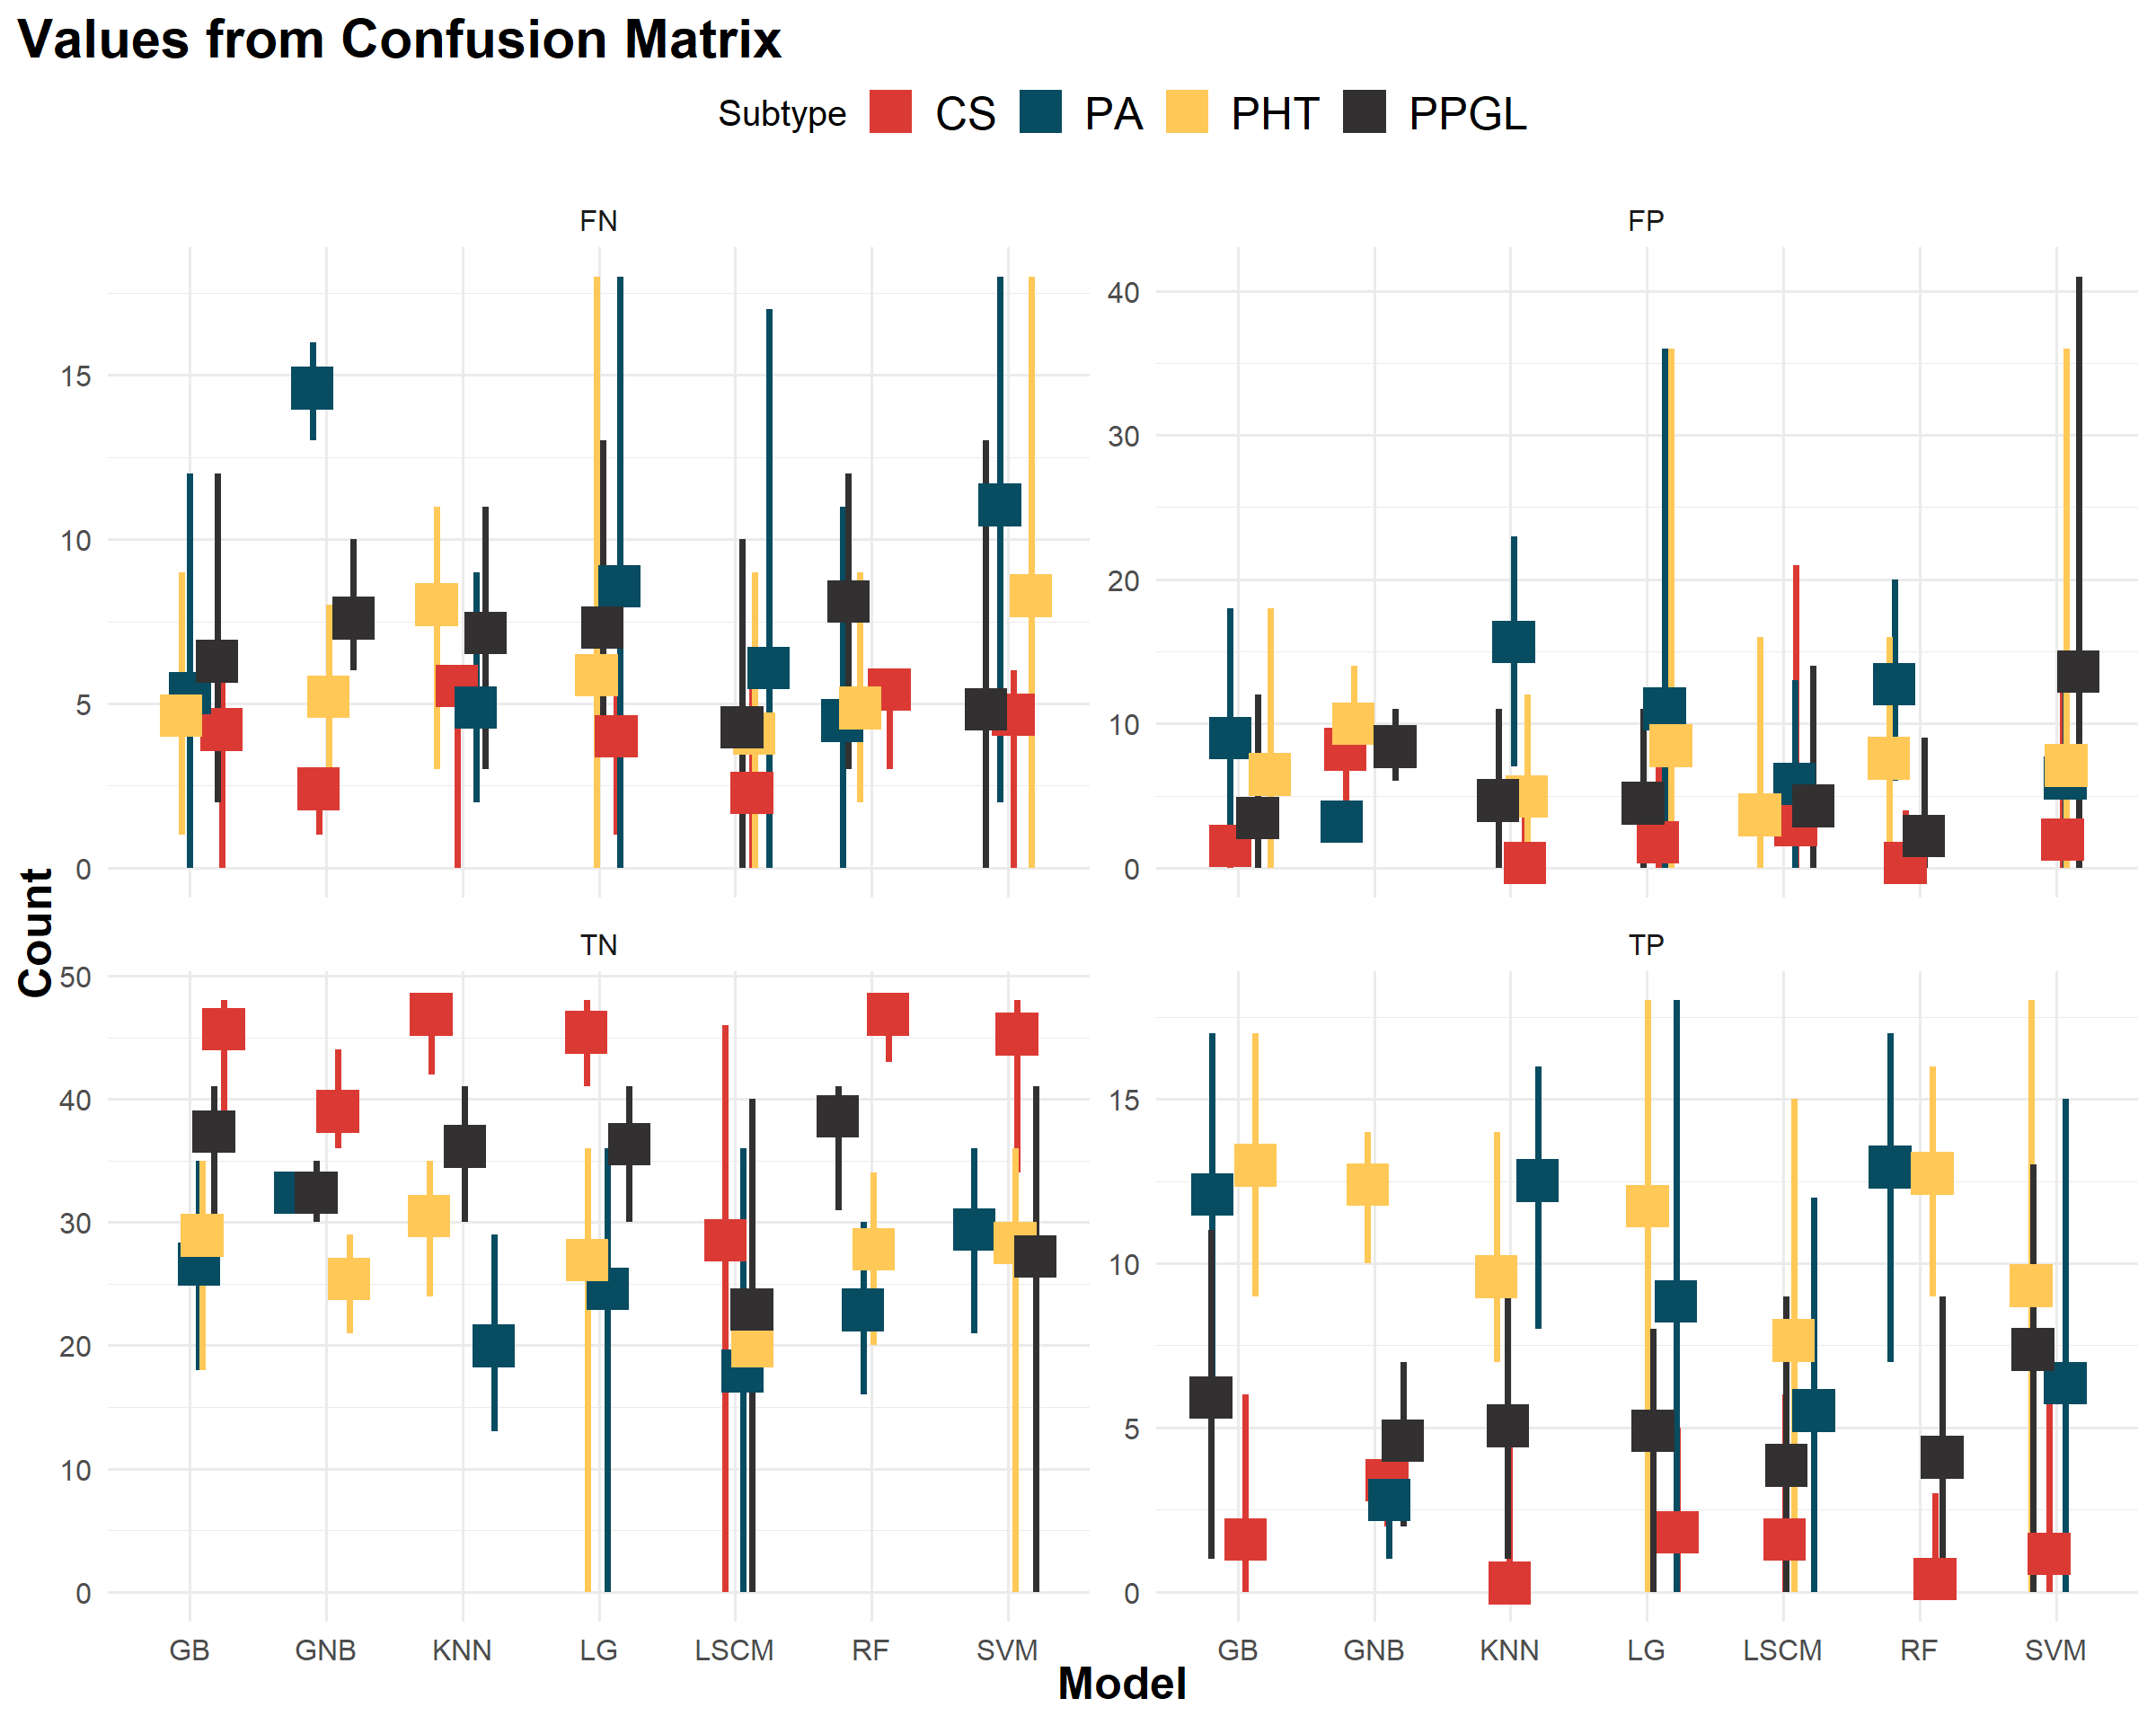 Values from Confusion Matrix
Subtype CS PA PHT PPGL
FN
FP
15
10
5
0
40
30
20
10
0
TN
TP
50
40
30
20
10
0
15
10
5
0
GB GNB KNN LG LSCM RF SVM
GB GNB KNN LG LSCM RF SVM
Count
Model